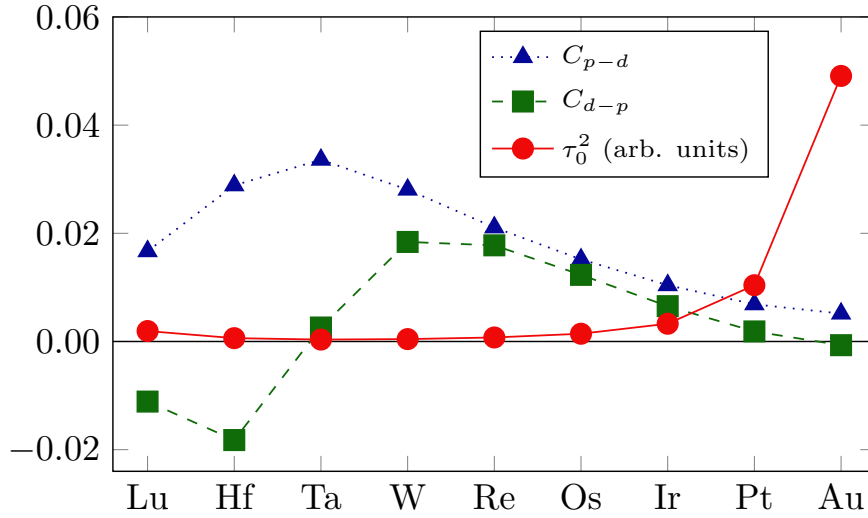 0.06
0.04
0.02
0.00
−0.02
C_{p−d}
C_{d−p}
τ_0^2 (arb. units)
Lu Hf Ta W Re Os Ir Pt Au